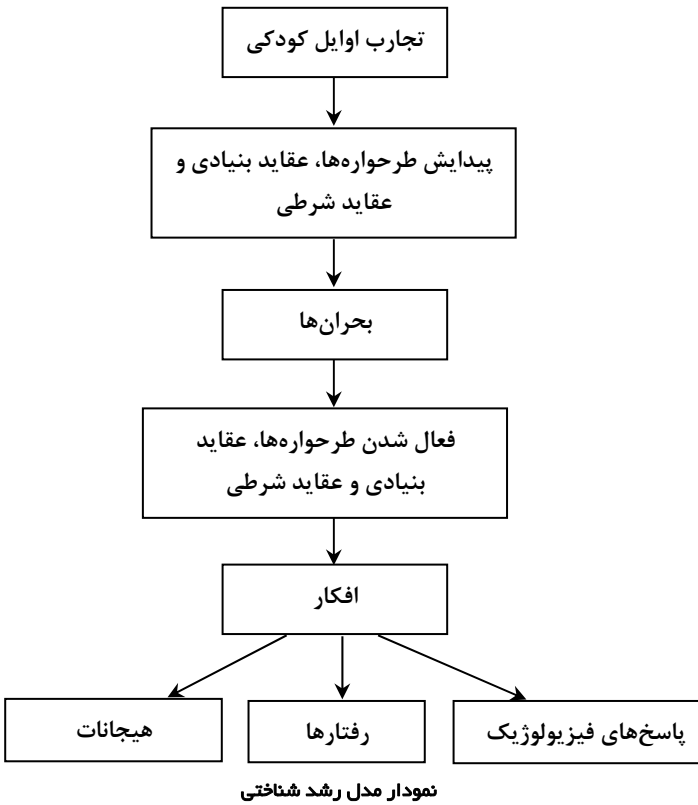 تجارب اوایل کودکی
پیدایش طرحواره‌ها، عقاید بنیادی و
عقاید شرطی
بحران‌ها
فعال شدن طرحواره‌ها، عقاید
بنیادی و عقاید شرطی
افکار
پاسخ‌های فیزیولوژیک
رفتارها
هیجانات
نمودار مدل رشد شناختی